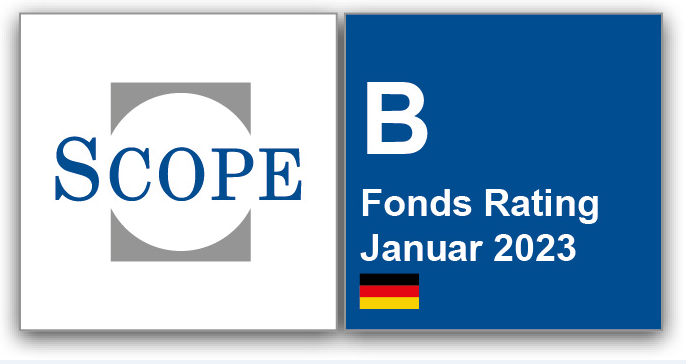 SCOPE
B
Fonds Rating
Januar 2023